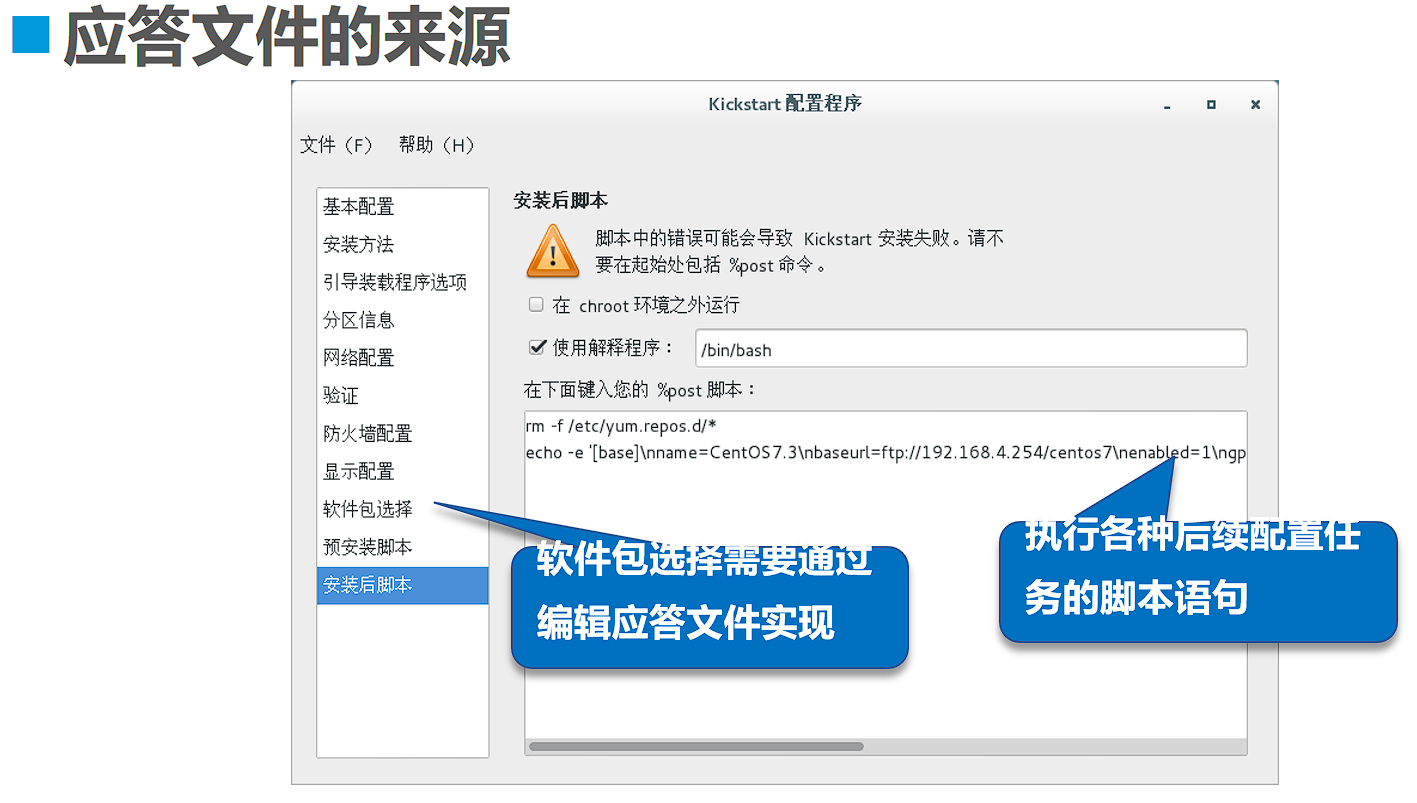 应答文件的来源
Kickstart 配置程序
文件（F） 帮助（H）
基本配置
安装方法
引导装载程序选项
分区信息
网络配置
验证
防火墙配置
显示配置
软件包选择
预安装脚本
安装后脚本
安装后脚本
脚本中的错误可能会导致 Kickstart 安装失败。请不
要在起始处包括 %post 命令。
在 chroot 环境之外运行
使用解释程序： /bin/bash
在下面键入您的 %post 脚本：
rm -f /etc/yum.repos.d/*
echo -e '[base]\nname=CentOS7.3\nbaseurl=ftp://192.168.4.254/centos7\nenabled=1\ngp
软件包选择需要通过
编辑应答文件实现
执行各种后续配置任
务的脚本语句